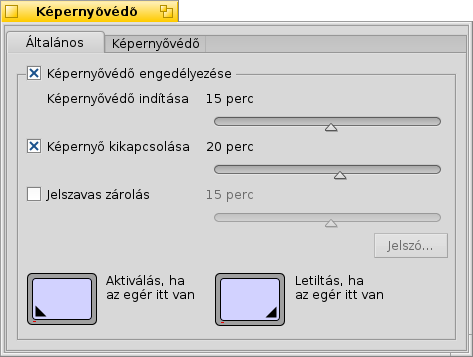 Képernyővédő
Általános
Képernyővédő
Képernyővédő engedélyezése
Képernyővédő indítása 15 perc
Képernyő kikapcsolása 20 perc
Jelszavas zárolás 15 perc
Jelszó...
Aktiválás, ha
az egér itt van
Letiltás, ha
az egér itt van